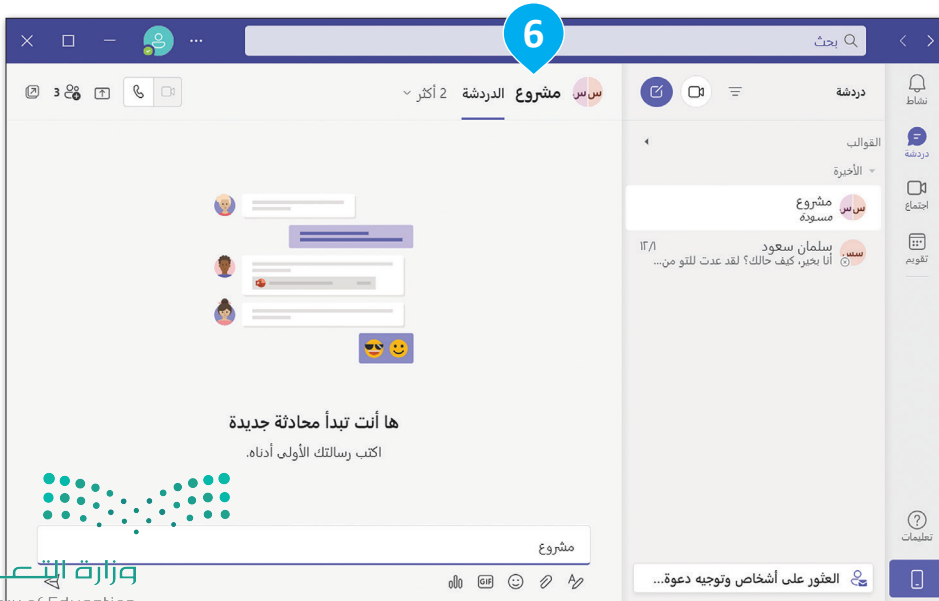 6
بحث
نشاط
دردشة
اجتماع
تقويم
تعليمات
دردشة
القوالب
الأخيرة
س س
مشروع
مسودة
سس
سلمان سعود
١٢/١
أنا بخير، كيف حالك؟ لقد عدت للتو من...
العثور على أشخاص وتوجيه دعوة...
س س مشروع الدردشة 2 أكثر
3
ها أنت تبدأ محادثة جديدة
اكتب رسالتك الأولى أدناه.
مشروع
GIF
وزارة